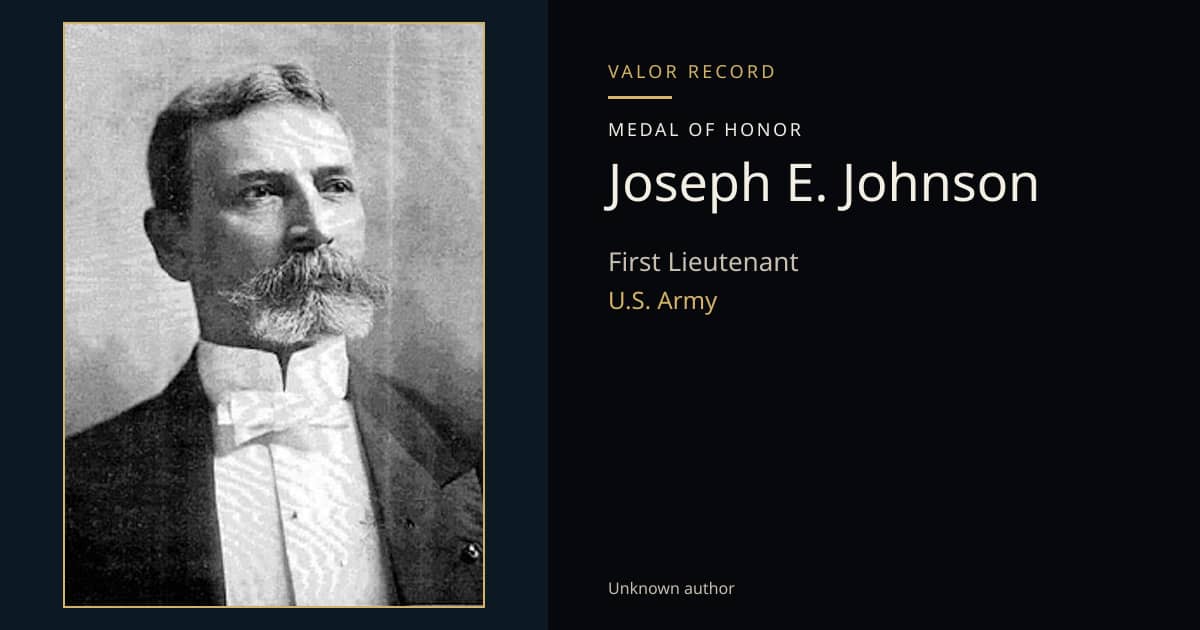 VALOR RECORD
MEDAL OF HONOR
Joseph E. Johnson
First Lieutenant
U.S. Army
Unknown author